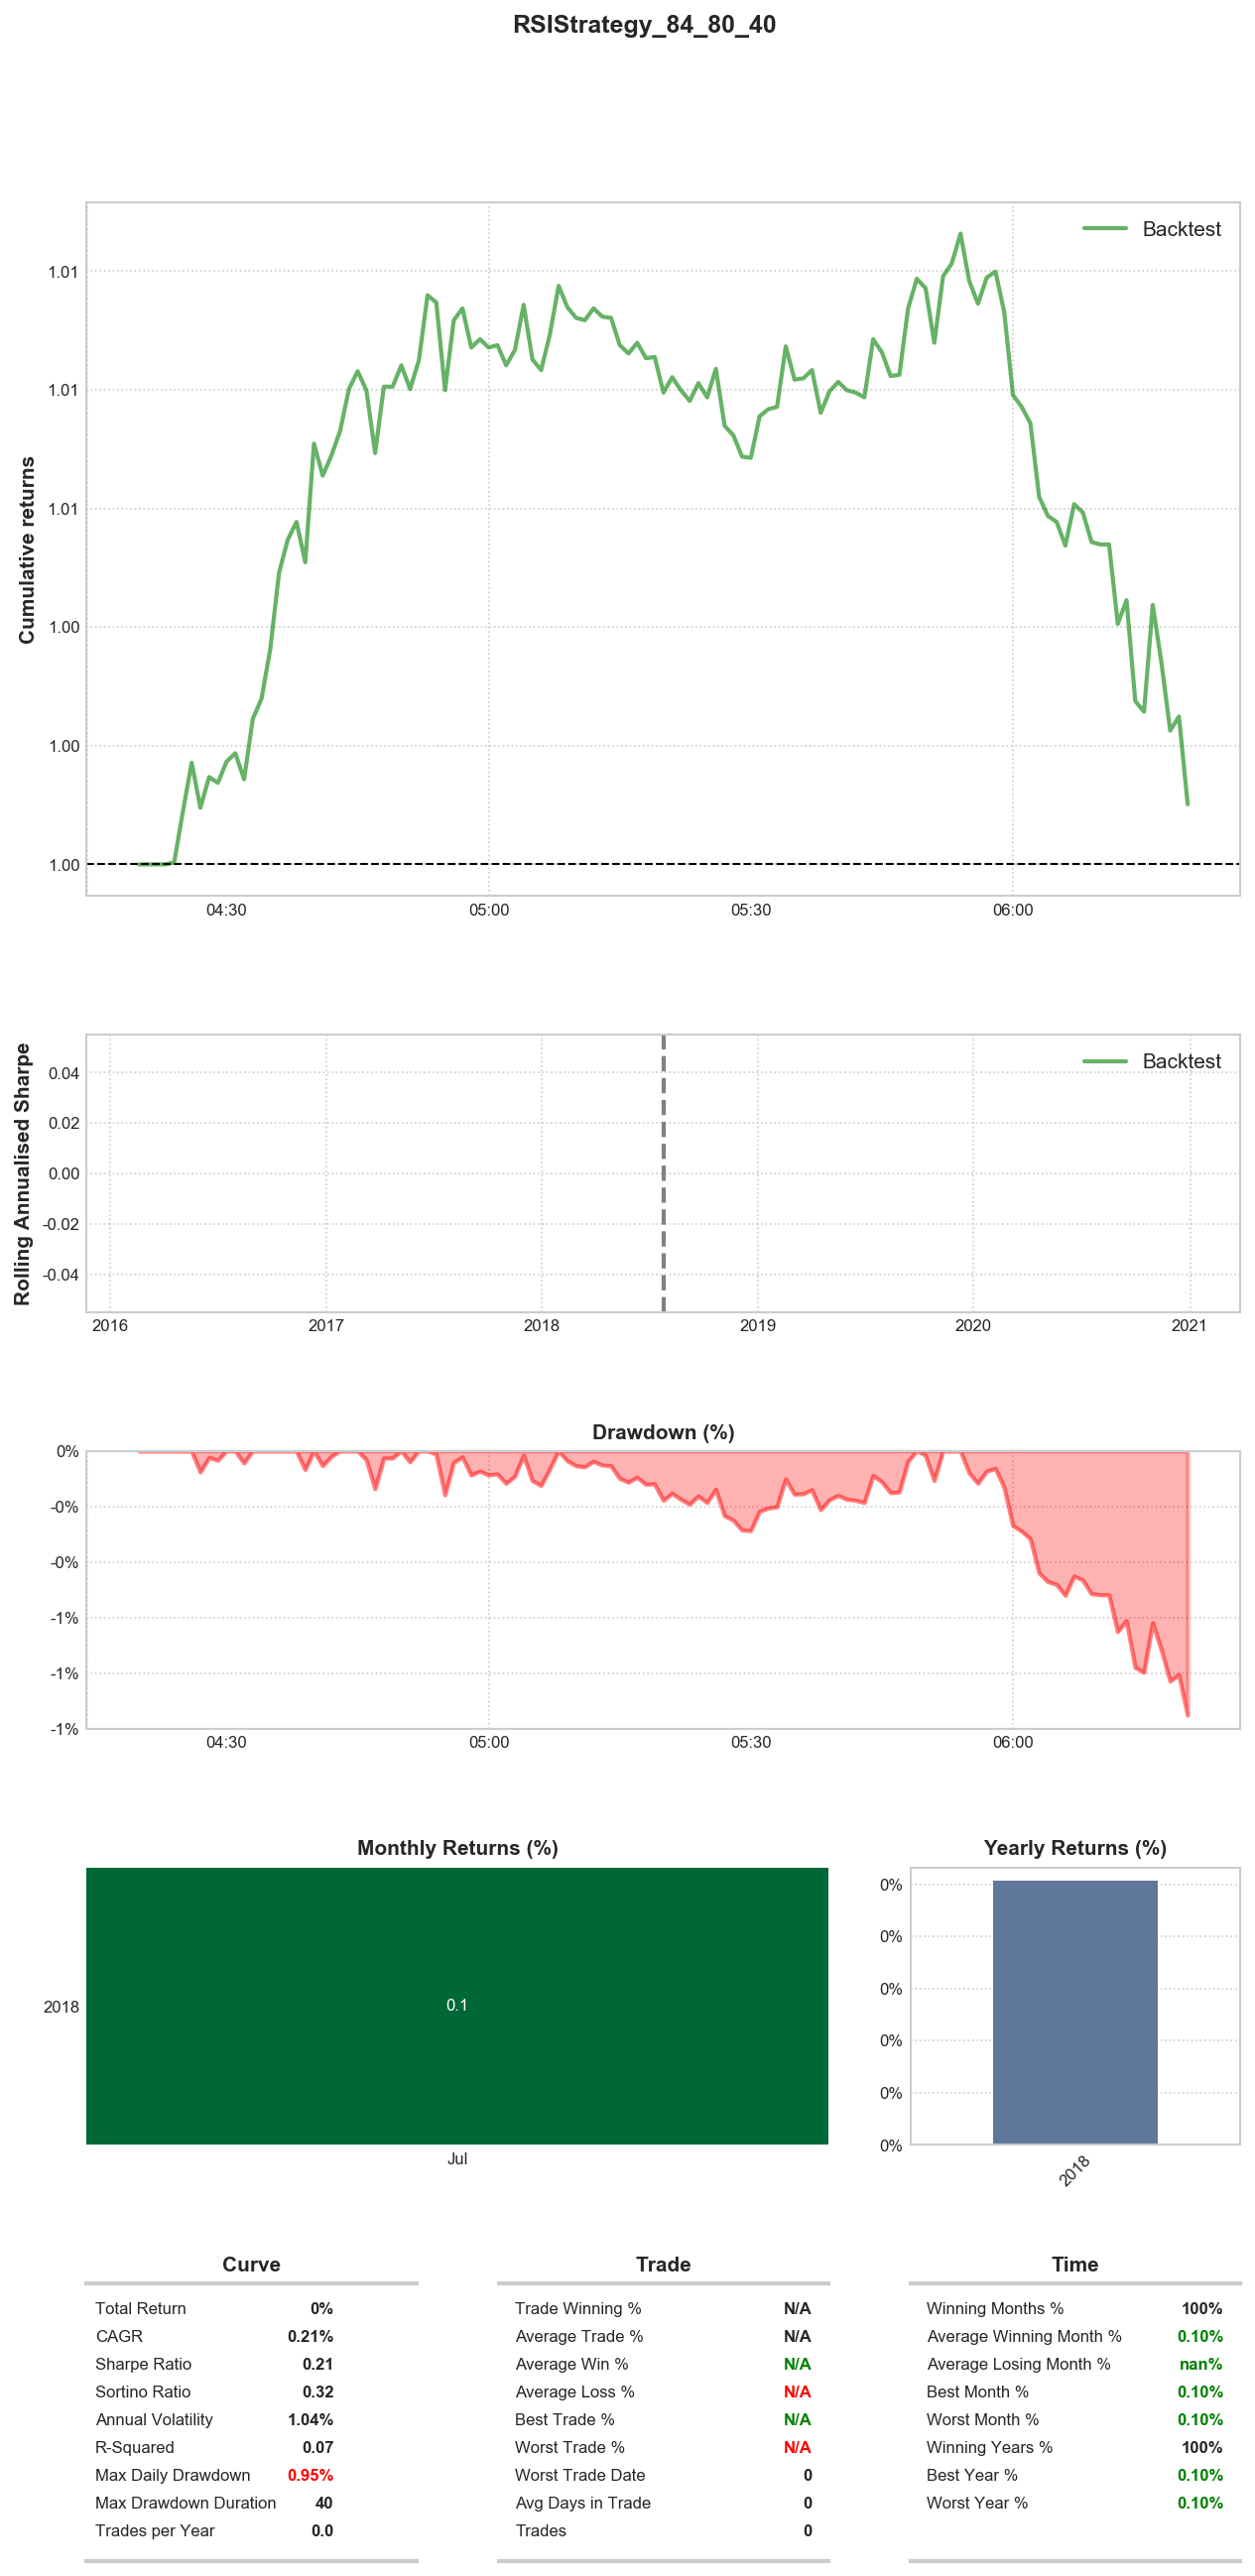 RSIStrategy_84_80_40
Backtest
1.01
1.01
1.01
1.00
1.00
1.00
Cumulative returns
04:30 05:00 05:30 06:00
Backtest
0.04
0.02
0.00
-0.02
-0.04
Rolling Annualised Sharpe
2016 2017 2018 2019 2020 2021
Drawdown (%)
0%
-0%
-0%
-1%
-1%
-1%
04:30 05:00 05:30 06:00
Monthly Returns (%)
2018
0.1
Jul
Yearly Returns (%)
0%
0%
0%
0%
0%
0%
2018
Curve
Total Return 0%
CAGR 0.21%
Sharpe Ratio 0.21
Sortino Ratio 0.32
Annual Volatility 1.04%
R-Squared 0.07
Max Daily Drawdown 0.95%
Max Drawdown Duration 40
Trades per Year 0.0
Trade
Trade Winning % N/A
Average Trade % N/A
Average Win % N/A
Average Loss % N/A
Best Trade % N/A
Worst Trade % N/A
Worst Trade Date 0
Avg Days in Trade 0
Trades 0
Time
Winning Months % 100%
Average Winning Month % 0.10%
Average Losing Month % nan%
Best Month % 0.10%
Worst Month % 0.10%
Winning Years % 100%
Best Year % 0.10%
Worst Year % 0.10%